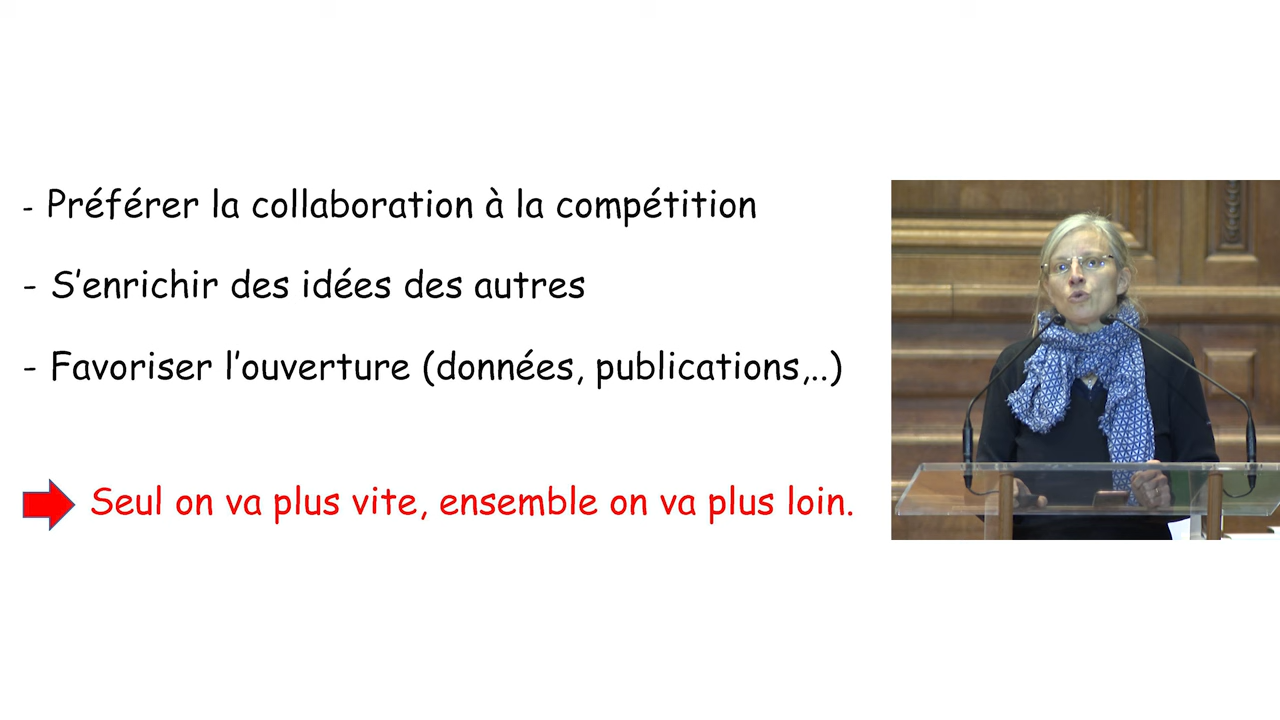 - Préférer la collaboration à la compétition
- S'enrichir des idées des autres
- Favoriser l'ouverture (données, publications,..)
Seul on va plus vite, ensemble on va plus loin.